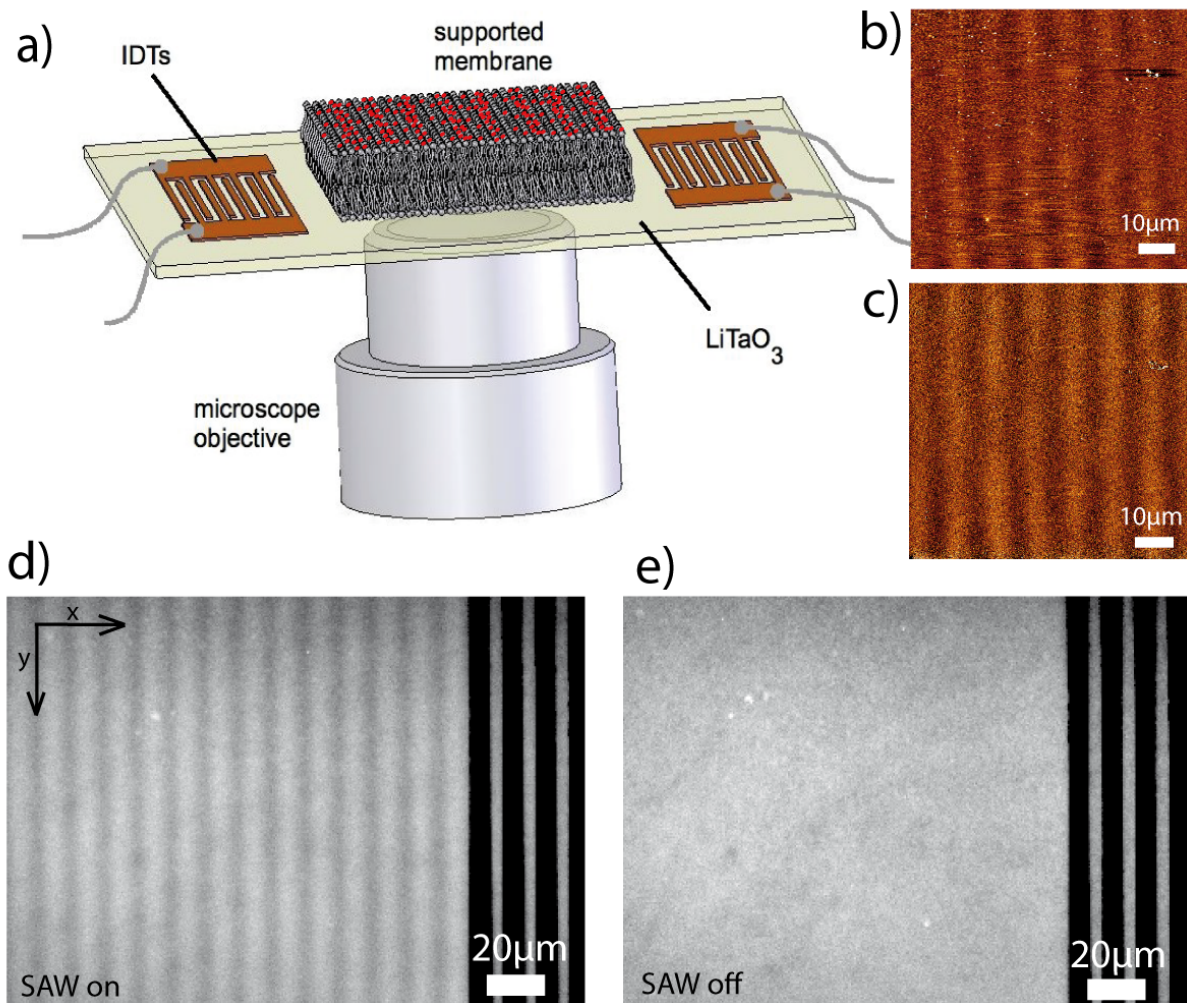 a)
IDTs
supported
membrane
LiTaO3
microscope
objective
b)
10µm
c)
10µm
d)
x
y
SAW on
20µm
e)
SAW off
20µm